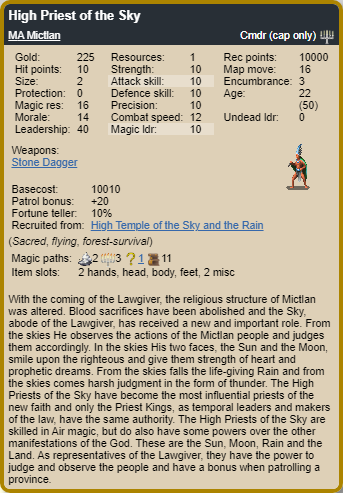 High Priest of the Sky
MA Mictlan Cmdr (cap only)
Gold: 225 Resources: 1 Rec points: 10000
Hit points: 10 Strength: 10 Map move: 16
Size: 2 Attack skill: 10 Encumbrance: 3
Protection: 0 Defence skill: 10 Age: 22
Magic res: 16 Precision: 10 (50)
Morale: 14 Combat speed: 12 Undead ldr: 0
Leadership: 40 Magic ldr: 10
Weapons:
Stone Dagger
Basecost: 10010
Patrol bonus: +20
Fortune teller: 10%
Recruited from: High Temple of the Sky and the Rain
(Sacred, flying, forest-survival)
Magic paths: 2 3 ? 1 11
Item slots: 2 hands, head, body, feet, 2 misc
With the coming of the Lawgiver, the religious structure of Mictlan
was altered. Blood sacrifices have been abolished and the Sky,
abode of the Lawgiver, has received a new and important role. From
the skies He observes the actions of the Mictlan people and judges
them accordingly. In the skies His two faces, the Sun and the Moon,
smile upon the righteous and give them strength of heart and
prophetic dreams. From the skies falls the life-giving Rain and from
the skies comes harsh judgment in the form of thunder. The High
Priests of the Sky have become the most influential priests of the
new faith and only the Priest Kings, as temporal leaders and makers
of the law, have the same authority. The High Priests of the Sky are
skilled in Air magic, but do also have some powers over the other
manifestations of the God. These are the Sun, Moon, Rain and the
Land. As representatives of the Lawgiver, they have the power to
judge and observe the people and have a bonus when patrolling a
province.